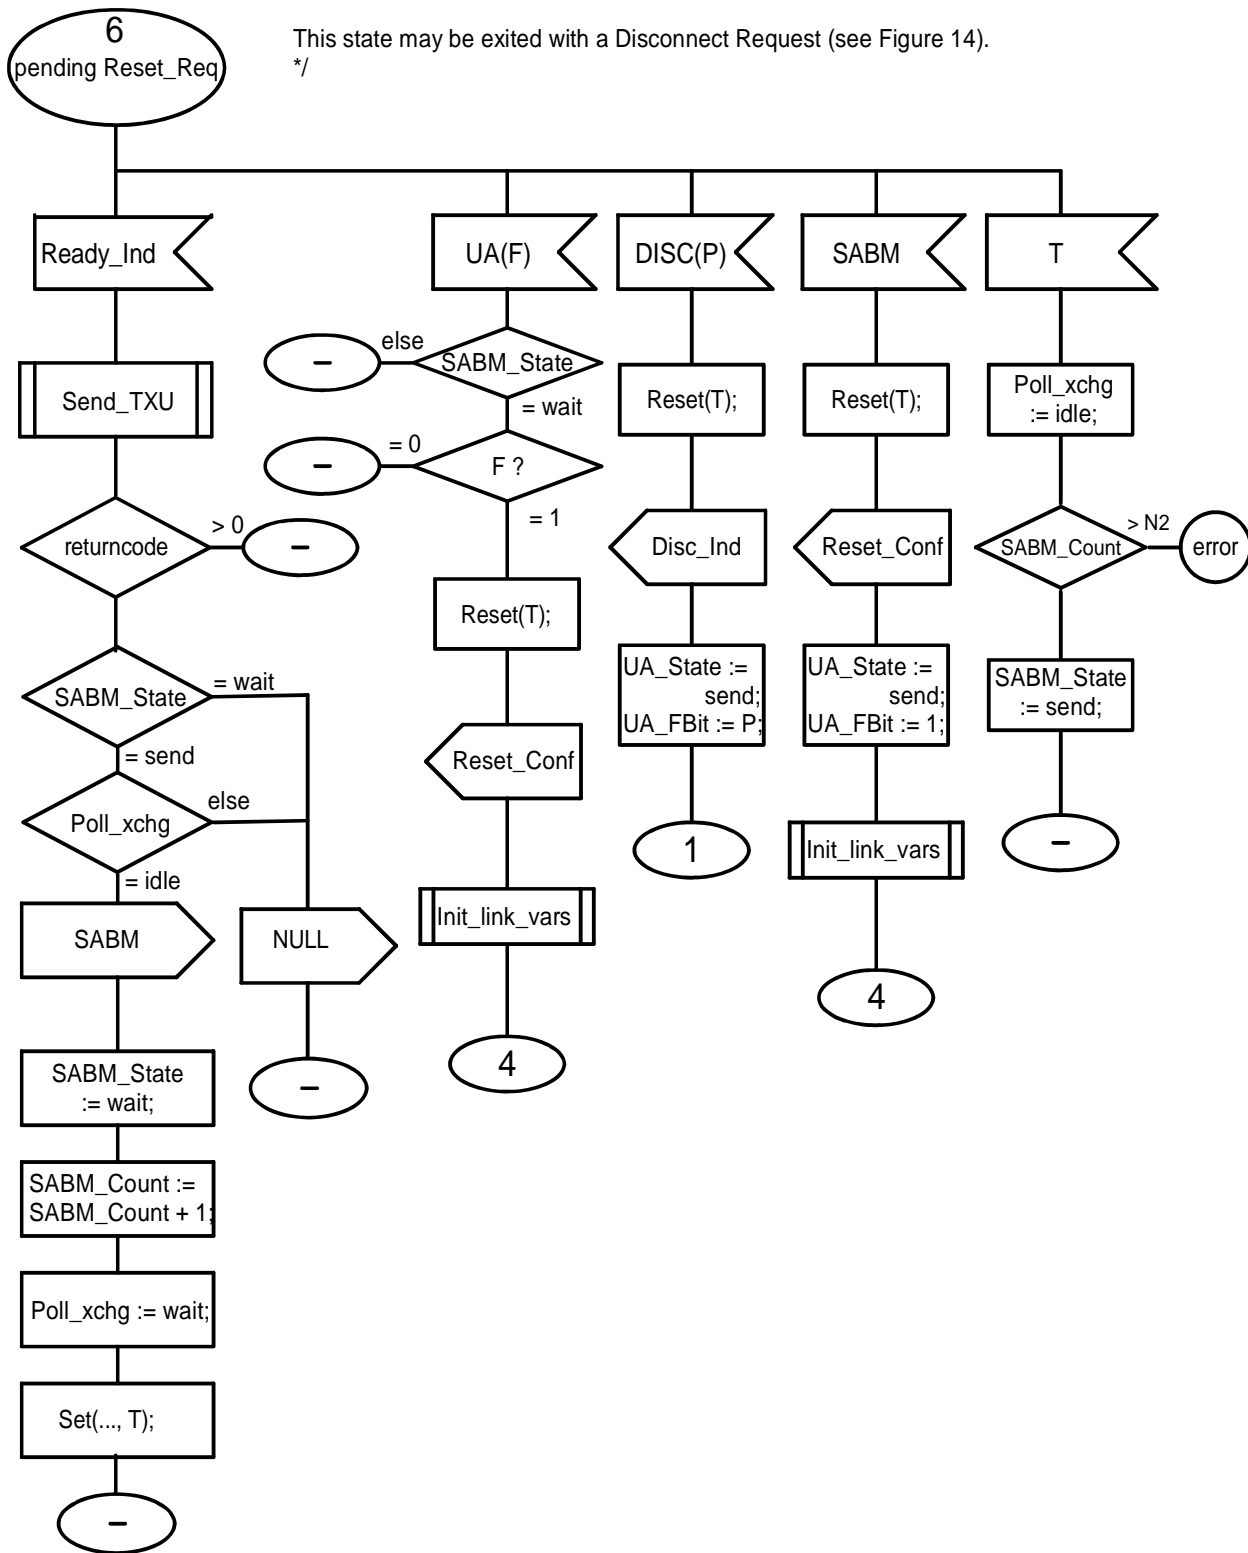 6
pending Reset_Req
This state may be exited with a Disconnect Request (see Figure 14).
*/
Ready_Ind
Send_TXU
returncode
> 0
–
SABM_State
= wait
= send
Poll_xchg
else
= idle
SABM
NULL
–
SABM_State
:= wait;
SABM_Count :=
SABM_Count + 1;
Poll_xchg := wait;
Set(..., T);
–
UA(F)
SABM_State
else
–
= wait
F ?
= 0
–
= 1
Reset(T);
Reset_Conf
Init_link_vars
4
DISC(P)
Reset(T);
Disc_Ind
UA_State :=
send;
UA_FBit := P;
1
SABM
Reset(T);
Reset_Conf
UA_State :=
send;
UA_FBit := 1;
Init_link_vars
4
T
Poll_xchg
:= idle;
SABM_Count
> N2
error
SABM_State
:= send;
–